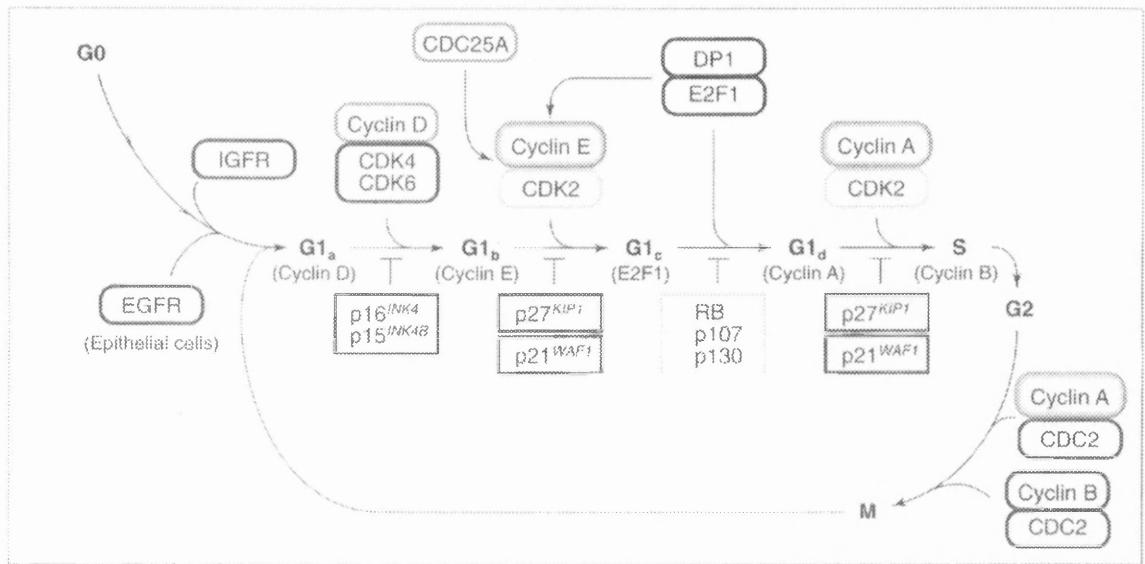 G0
CDC25A
DP1
E2F1
IGFR
Cyclin D
CDK4
CDK6
Cyclin E
CDK2
Cyclin A
CDK2
G1a
(Cyclin D)
G1b
(Cyclin E)
G1c
(E2F1)
G1d
(Cyclin A)
S
(Cyclin B)
EGFR
(Epithelial cells)
p16INK4
p15INK4B
p27KIP1
p21WAF1
RB
p107
p130
p27KIP1
p21WAF1
G2
Cyclin A
CDC2
Cyclin B
CDC2
M